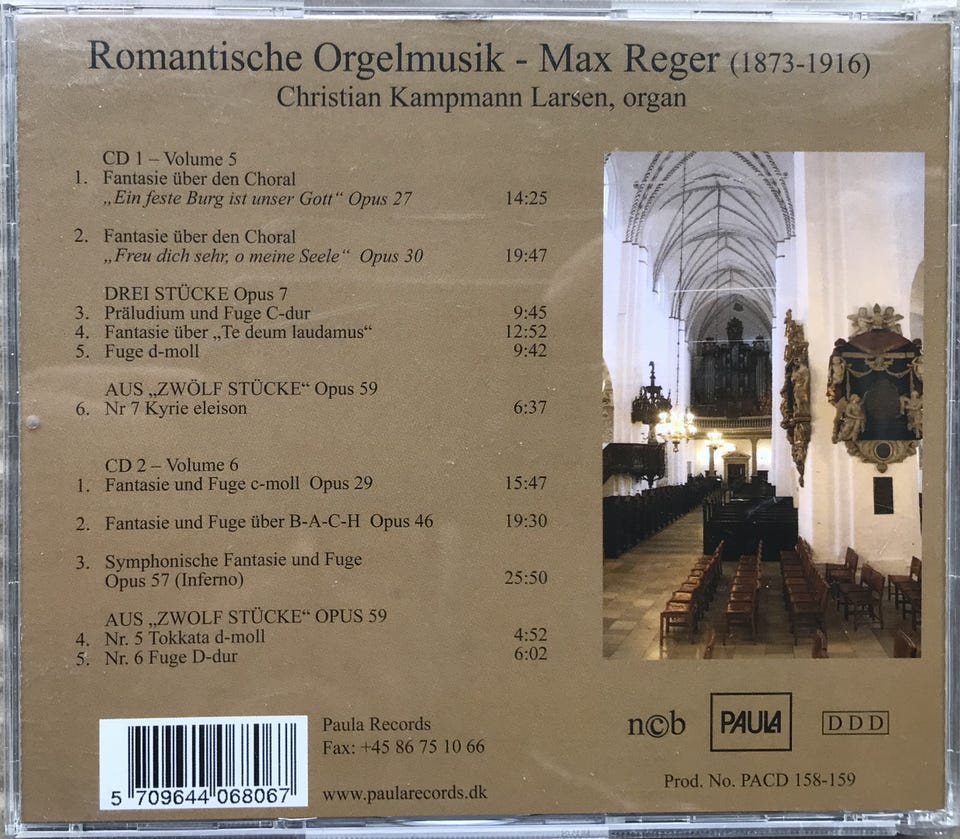 Romantische Orgelmusik - Max Reger (1873-1916)
Christian Kampmann Larsen, organ
CD 1 – Volume 5
1. Fantasie über den Choral
„Ein feste Burg ist unser Gott“ Opus 27 14:25
2. Fantasie über den Choral
„Freu dich sehr, o meine Seele“ Opus 30 19:47
DREI STÜCKE Opus 7
3. Präludium und Fuge C-dur 9:45
4. Fantasie über „Te deum laudamus“ 12:52
5. Fuge d-moll 9:42
AUS „ZWÖLF STÜCKE“ Opus 59
6. Nr 7 Kyrie eleison 6:37
CD 2 – Volume 6
1. Fantasie und Fuge c-moll Opus 29 15:47
2. Fantasie und Fuge über B-A-C-H Opus 46 19:30
3. Symphonische Fantasie und Fuge
Opus 57 (Inferno) 25:50
AUS „ZWOLF STÜCKE“ OPUS 59
4. Nr. 5 Tokkata d-moll 4:52
5. Nr. 6 Fuge D-dur 6:02
5 709644 068067
Paula Records
Fax: +45 86 75 10 66
www.paularecords.dk
n©b PAULA DDD
Prod. No. PACD 158-159